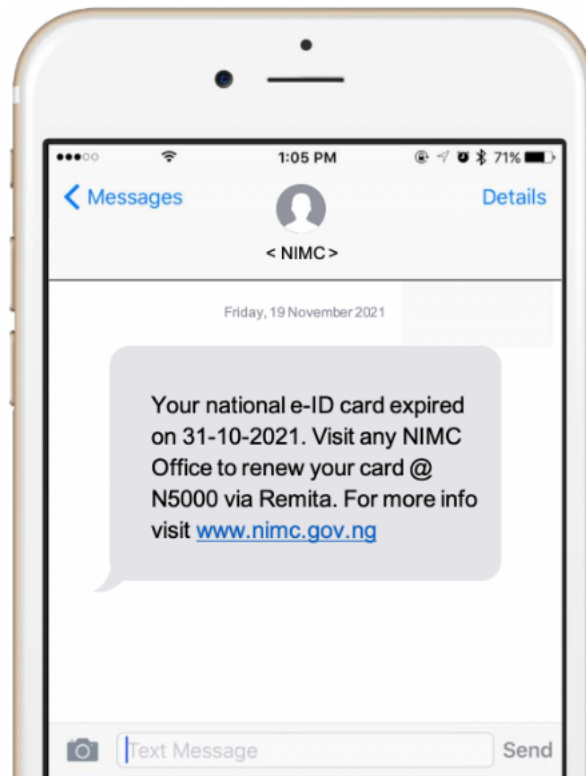 1:05 PM 71%
Messages Details
< NIMC >
Friday, 19 November 2021
Your national e-ID card expired
on 31-10-2021. Visit any NIMC
Office to renew your card @
N5000 via Remita. For more info
visit www.nimc.gov.ng
Text Message Send